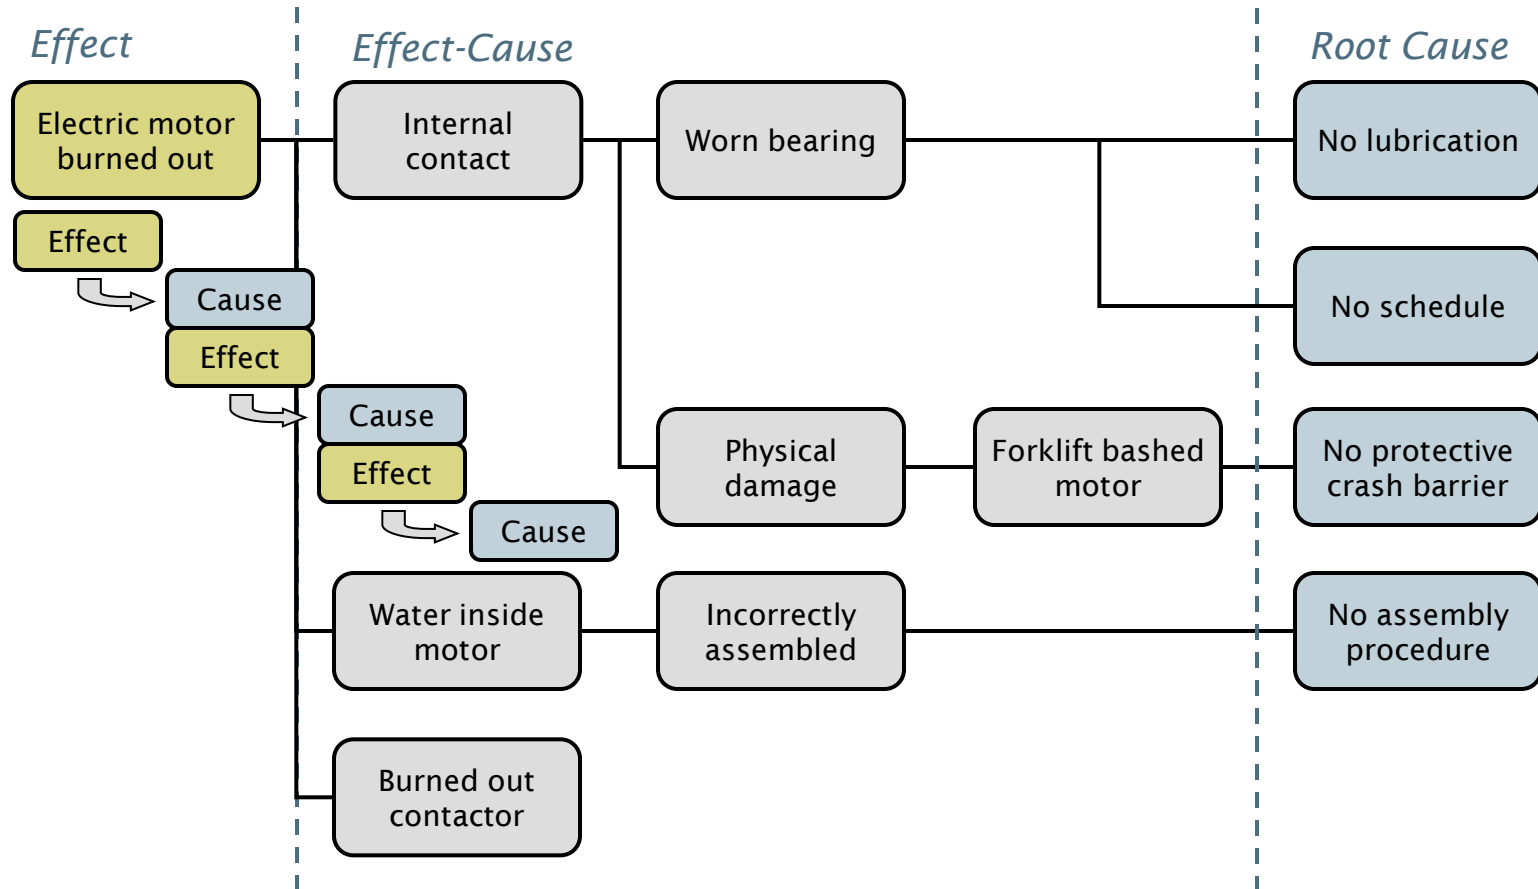 Effect
Effect-Cause
Root Cause
Electric motor
burned out
Internal
contact
Worn bearing
No lubrication
Effect
Cause
Effect
No schedule
Cause
Effect
Cause
Physical
damage
Forklift bashed
motor
No protective
crash barrier
Water inside
motor
Incorrectly
assembled
No assembly
procedure
Burned out
contactor